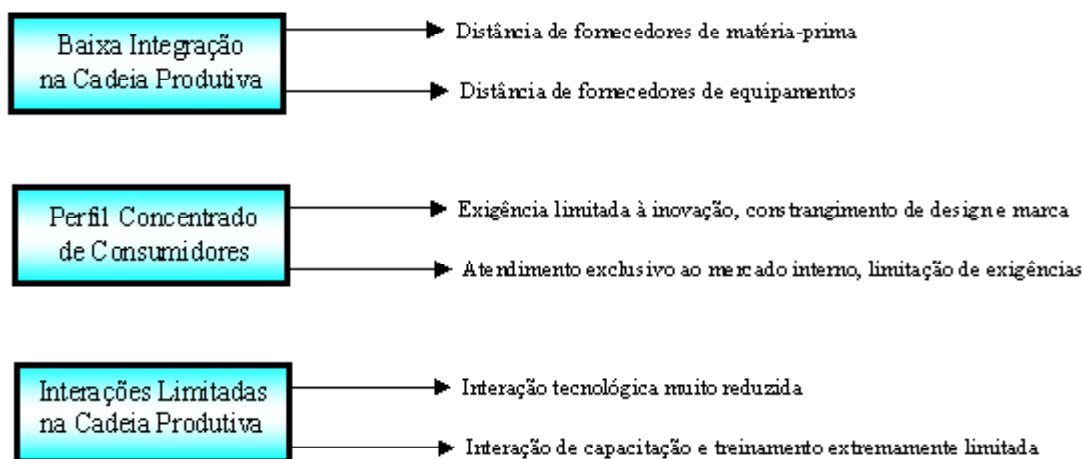 Baixa Integração
na Cadeia Produtiva
Distância de fornecedores de matéria-prima
Distância de fornecedores de equipamentos
Perfil Concentrado
de Consumidores
Exigência limitada à inovação, constrangimento de design e marca
Atendimento exclusivo ao mercado interno, limitação de exigências
Interações Limitadas
na Cadeia Produtiva
Interação tecnológica muito reduzida
Interação de capacitação e treinamento extremamente limitada